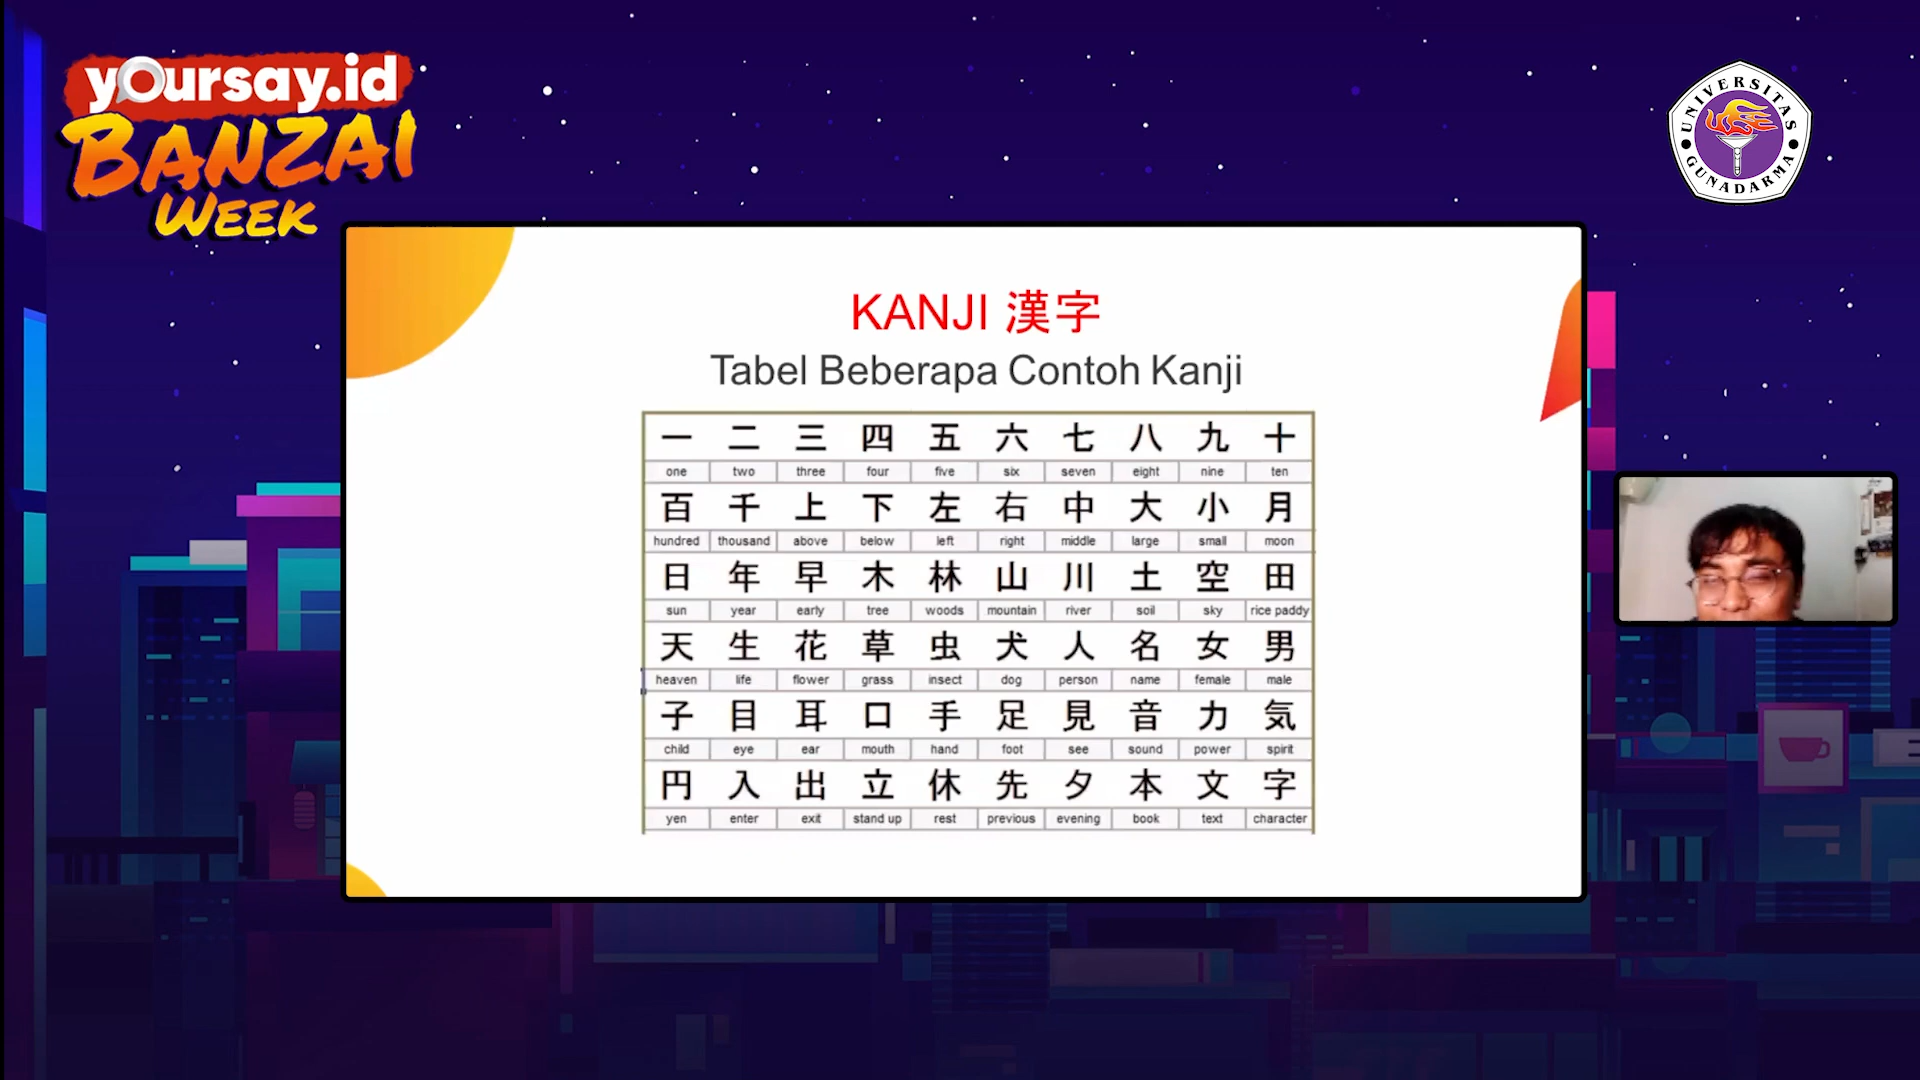 yoursay.id
BANZAI
WEEK
UNIVERSITAS
GUNADARMA
KANJI 漢字
Tabel Beberapa Contoh Kanji
一 二 三 四 五 六 七 八 九 十
one two three four five six seven eight nine ten
百 千 上 下 左 右 中 大 小 月
hundred thousand above below left right middle large small moon
日 年 早 木 林 山 川 土 空 田
sun year early tree woods mountain river soil sky rice paddy
天 生 花 草 虫 犬 人 名 女 男
heaven life flower grass insect dog person name female male
子 目 耳 口 手 足 見 音 力 気
child eye ear mouth hand foot see sound power spirit
円 入 出 立 休 先 夕 本 文 字
yen enter exit stand up rest previous evening book text character